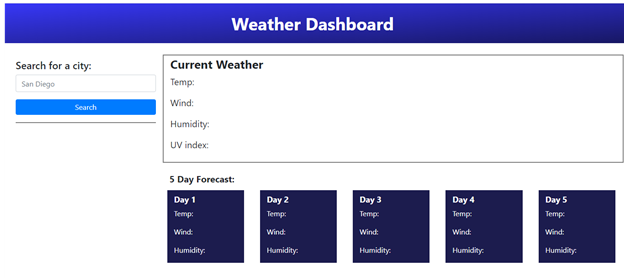 Weather Dashboard
Search for a city:
San Diego
Search
Current Weather
Temp:
Wind:
Humidity:
UV index:
5 Day Forecast:
Day 1
Temp:
Wind:
Humidity:
Day 2
Temp:
Wind:
Humidity:
Day 3
Temp:
Wind:
Humidity:
Day 4
Temp:
Wind:
Humidity:
Day 5
Temp:
Wind:
Humidity: